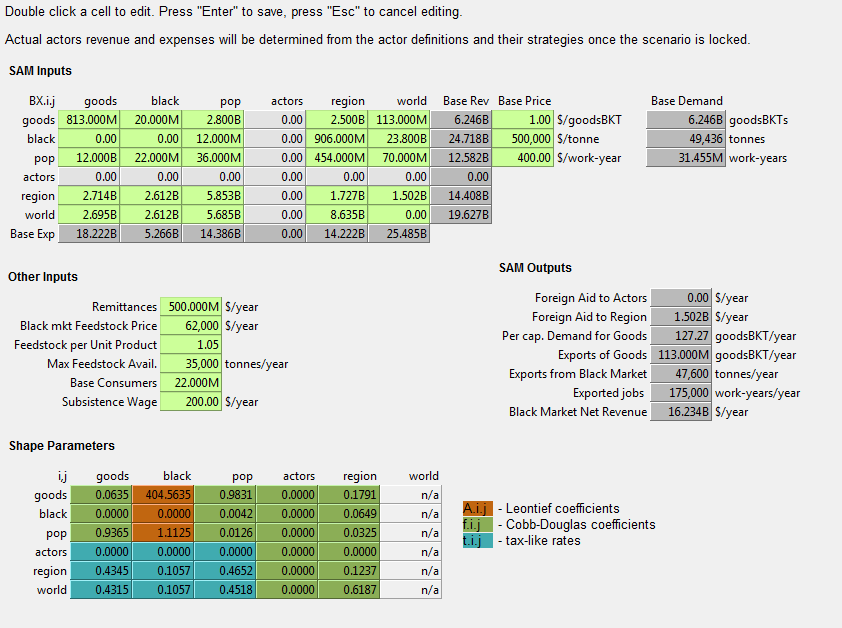 Double click a cell to edit. Press "Enter" to save, press "Esc" to cancel editing.
Actual actors revenue and expenses will be determined from the actor definitions and their strategies once the scenario is locked.
SAM Inputs
BX.i.j goods black pop actors region world Base Rev Base Price Base Demand
goods 813.000M 20.000M 2.800B 0.00 2.500B 113.000M 6.246B 1.00 $/goodsBKT 6.246B goodsBKTs
black 0.00 0.00 12.000M 0.00 906.000M 23.800B 24.718B 500,000 $/tonne 49,436 tonnes
pop 12.000B 22.000M 36.000M 0.00 454.000M 70.000M 12.582B 400.00 $/work-year 31.455M work-years
actors 0.00 0.00 0.00 0.00 0.00 0.00 0.00
region 2.714B 2.612B 5.853B 0.00 1.727B 1.502B 14.408B
world 2.695B 2.612B 5.685B 0.00 8.635B 0.00 19.627B
Base Exp 18.222B 5.266B 14.386B 0.00 14.222B 25.485B
Other Inputs
Remittances 500.000M $/year
Black mkt Feedstock Price 62,000 $/year
Feedstock per Unit Product 1.05
Max Feedstock Avail. 35,000 tonnes/year
Base Consumers 22.000M
Subsistence Wage 200.00 $/year
SAM Outputs
Foreign Aid to Actors 0.00 $/year
Foreign Aid to Region 1.502B $/year
Per cap. Demand for Goods 127.27 goodsBKT/year
Exports of Goods 113.000M goodsBKT/year
Exports from Black Market 47,600 tonnes/year
Exported jobs 175,000 work-years/year
Black Market Net Revenue 16.234B $/year
Shape Parameters
i,j goods black pop actors region world
goods 0.0635 404.5635 0.9831 0.0000 0.1791 n/a
black 0.0000 0.0000 0.0042 0.0000 0.0649 n/a
pop 0.9365 1.1125 0.0126 0.0000 0.0325 n/a
actors 0.0000 0.0000 0.0000 0.0000 0.0000 n/a
region 0.4345 0.1057 0.4652 0.0000 0.1237 n/a
world 0.4315 0.1057 0.4518 0.0000 0.6187 n/a
A.i.j - Leontief coefficients
f.i.j - Cobb-Douglas coefficients
t.i.j - tax-like rates